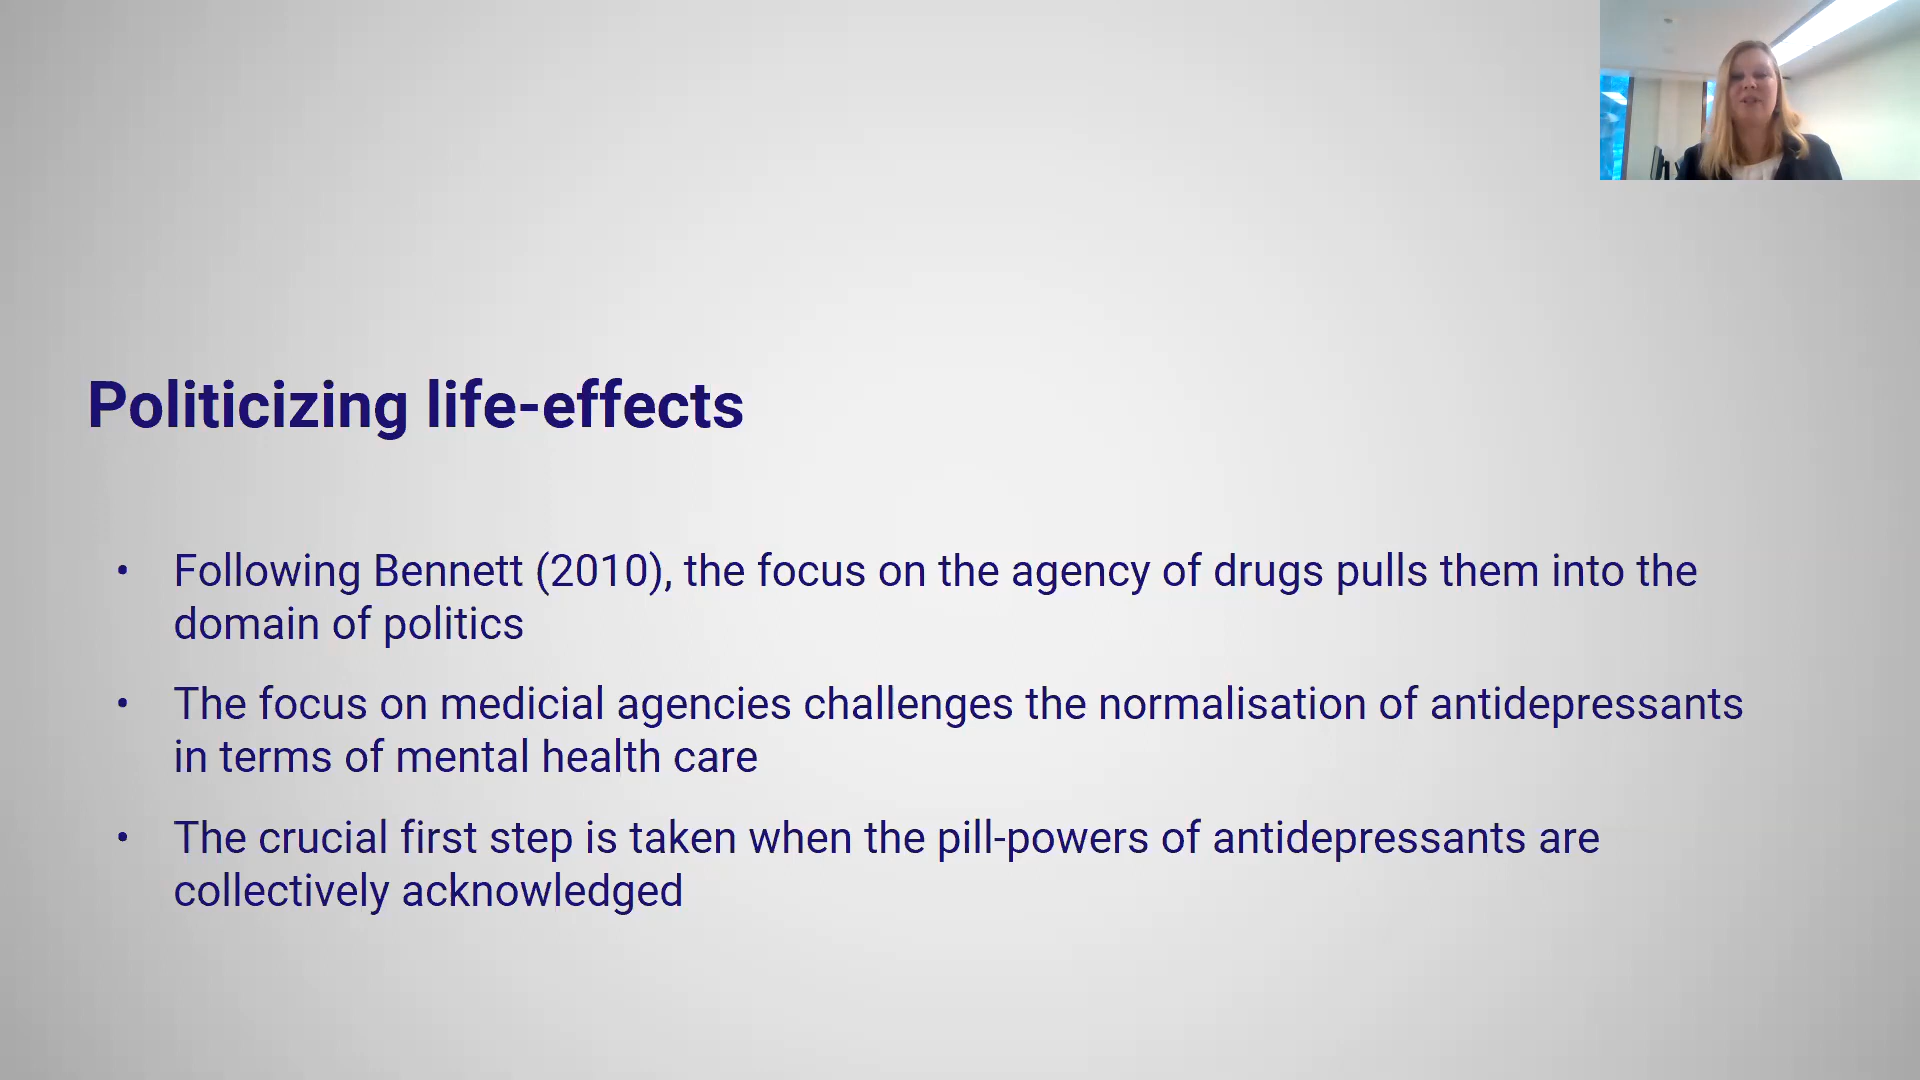 Politicizing life-effects
• Following Bennett (2010), the focus on the agency of drugs pulls them into the
domain of politics
• The focus on medicial agencies challenges the normalisation of antidepressants
in terms of mental health care
• The crucial first step is taken when the pill-powers of antidepressants are
collectively acknowledged